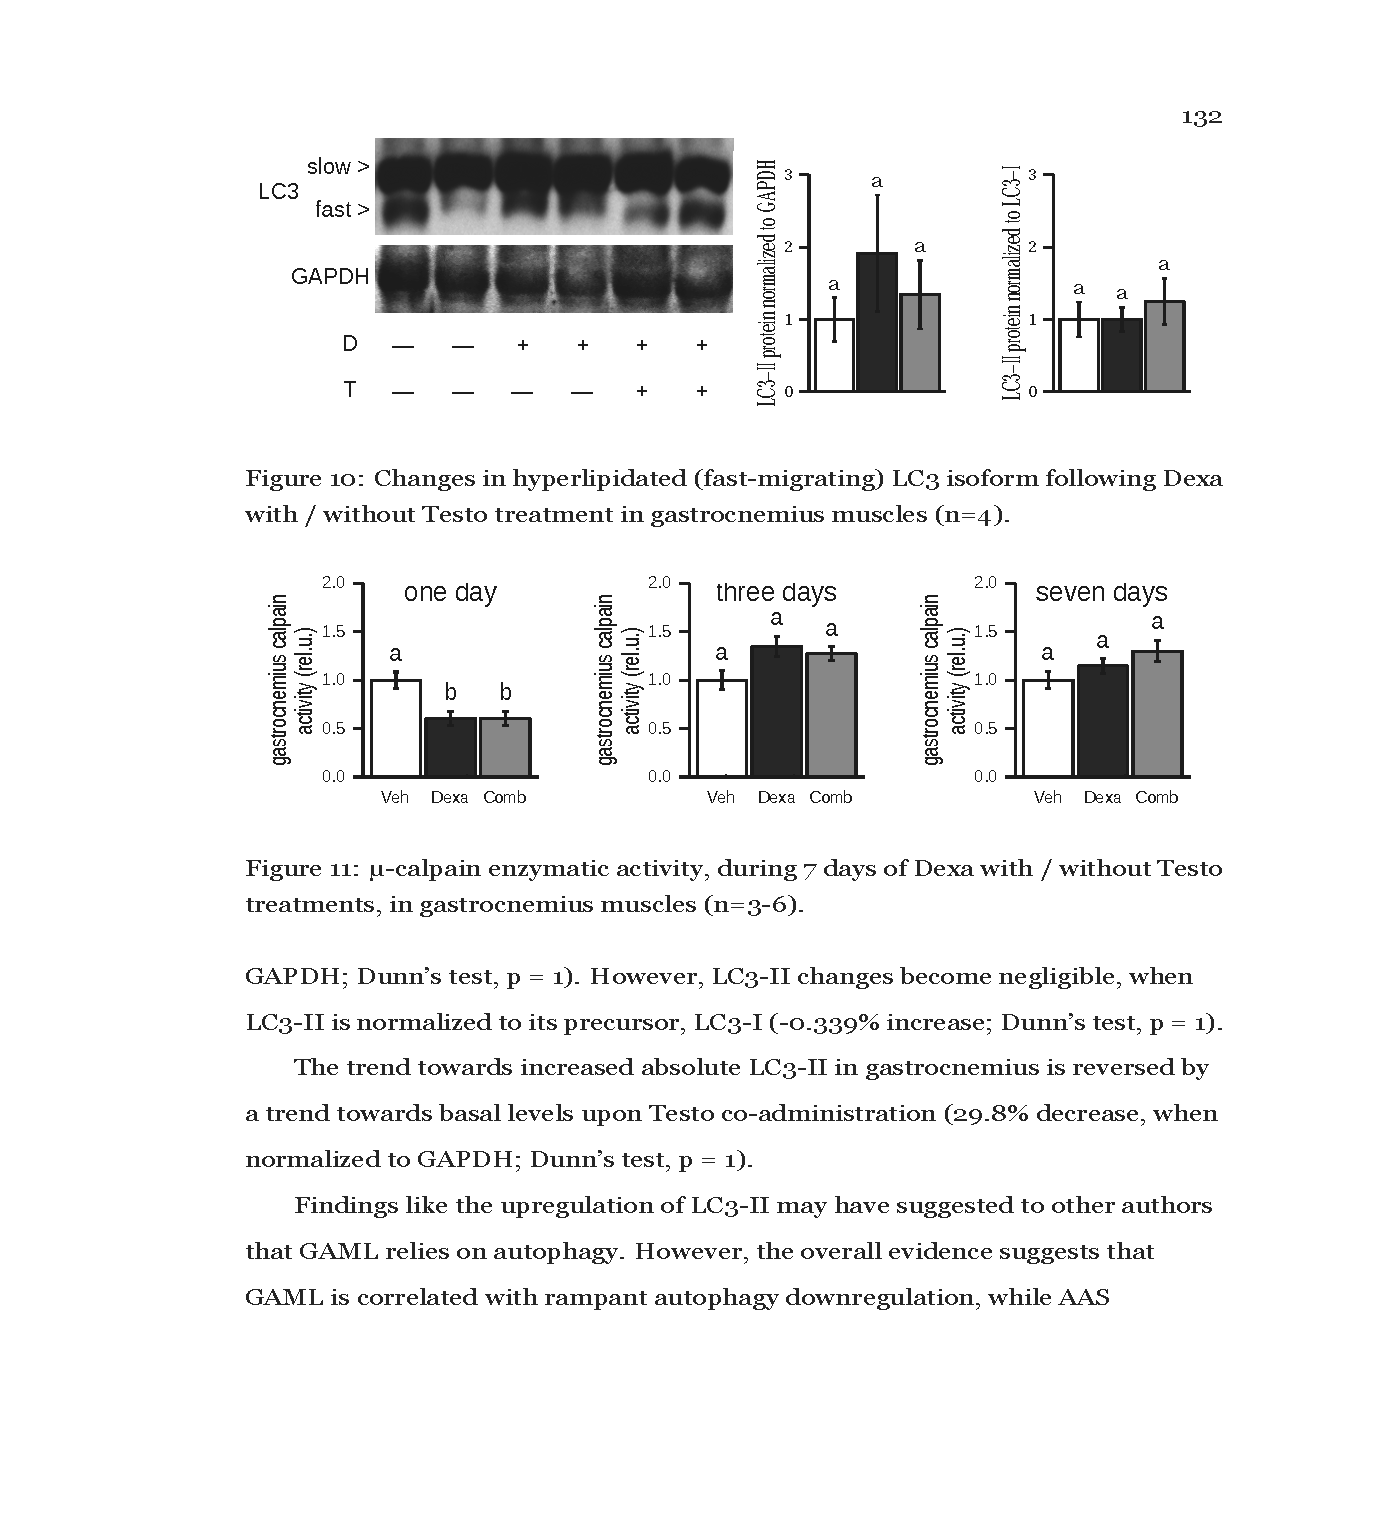 132
slow >
LC3
fast >
GAPDH
D — — + + + +
T — — — — + +
LC3–II protein normalized to GAPDH
3
2
1
0
a
a
a
LC3–II protein normalized to LC3–I
3
2
1
0
a
a
a
Figure 10: Changes in hyperlipidated (fast-migrating) LC3 isoform following Dexa
with / without Testo treatment in gastrocnemius muscles (n=4).
gastrocnemius calpain
activity (rel.u.)
2.0
1.5
1.0
0.5
0.0
one day
a
b
b
Veh Dexa Comb
gastrocnemius calpain
activity (rel.u.)
2.0
1.5
1.0
0.5
0.0
three days
a
a
a
Veh Dexa Comb
gastrocnemius calpain
activity (rel.u.)
2.0
1.5
1.0
0.5
0.0
seven days
a
a
a
Veh Dexa Comb
Figure 11: µ-calpain enzymatic activity, during 7 days of Dexa with / without Testo
treatments, in gastrocnemius muscles (n=3-6).
GAPDH; Dunn’s test, p = 1). However, LC3-II changes become negligible, when
LC3-II is normalized to its precursor, LC3-I (-0.339% increase; Dunn’s test, p = 1).
The trend towards increased absolute LC3-II in gastrocnemius is reversed by
a trend towards basal levels upon Testo co-administration (29.8% decrease, when
normalized to GAPDH; Dunn’s test, p = 1).
Findings like the upregulation of LC3-II may have suggested to other authors
that GAML relies on autophagy. However, the overall evidence suggests that
GAML is correlated with rampant autophagy downregulation, while AAS